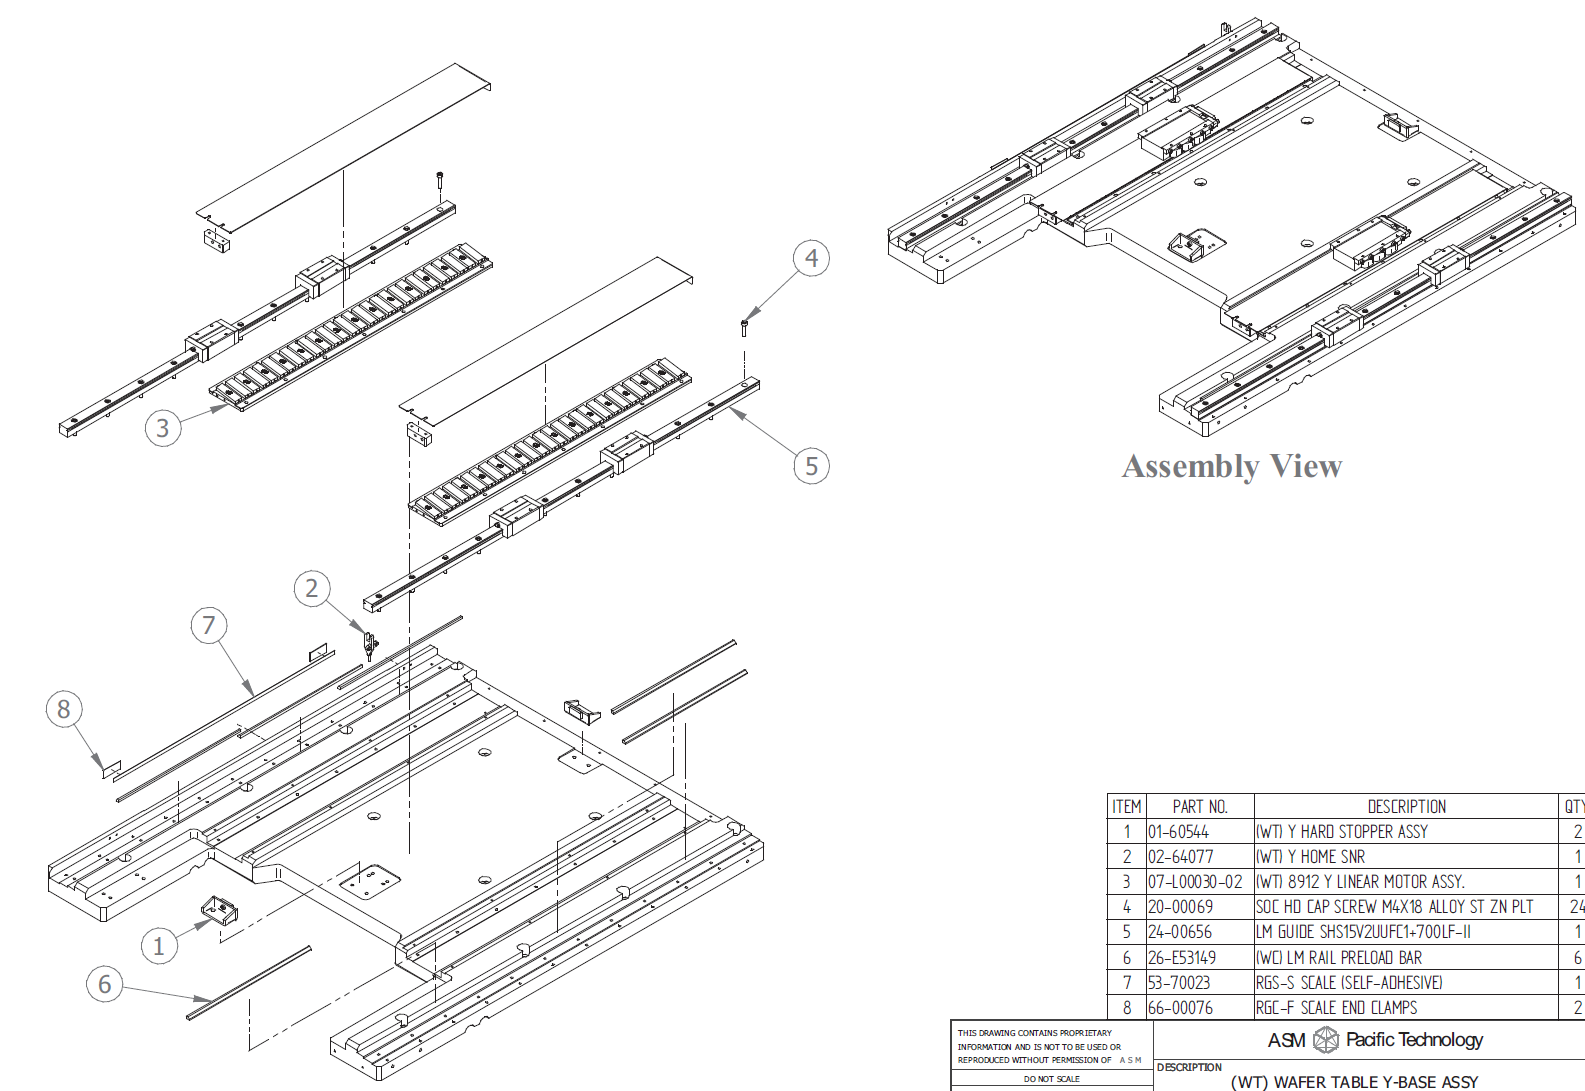 4
3
5
Assembly View
2
7
8
1
6
ITEM PART NO. DESCRIPTION QTY
1 01-60544 (WT) Y HARD STOPPER ASSY 2
2 02-64077 (WT) Y HOME SNR 1
3 07-L00030-02 (WT) 8912 Y LINEAR MOTOR ASSY. 1
4 20-00069 SOC HD CAP SCREW M4X18 ALLOY ST ZN PLT 24
5 24-00656 LM GUIDE SHS15V2UUFC1+700LF-II 1
6 26-E53149 (WC) LM RAIL PRELOAD BAR 6
7 53-70023 RGS-S SCALE (SELF-ADHESIVE) 1
8 66-00076 RGC-F SCALE END CLAMPS 2
THIS DRAWING CONTAINS PROPRIETARY
INFORMATION AND IS NOT TO BE USED OR
REPRODUCED WITHOUT PERMISSION OF A S M
DO NOT SCALE
ASM Pacific Technology
DESCRIPTION
(WT) WAFER TABLE Y-BASE ASSY